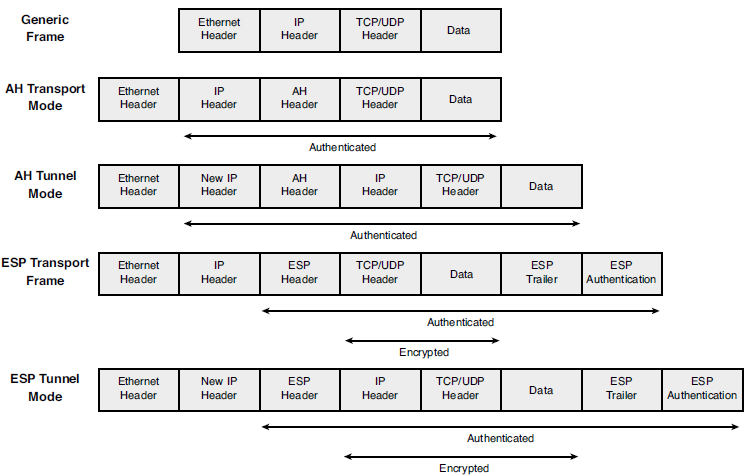 Generic
Frame
Ethernet
Header
IP
Header
TCP/UDP
Header
Data
AH Transport
Mode
Ethernet
Header
IP
Header
AH
Header
TCP/UDP
Header
Data
Authenticated
AH Tunnel
Mode
Ethernet
Header
New IP
Header
AH
Header
IP
Header
TCP/UDP
Header
Data
Authenticated
ESP Transport
Frame
Ethernet
Header
IP
Header
ESP
Header
TCP/UDP
Header
Data
ESP
Trailer
ESP
Authentication
Authenticated
Encrypted
ESP Tunnel
Mode
Ethernet
Header
New IP
Header
ESP
Header
IP
Header
TCP/UDP
Header
Data
ESP
Trailer
ESP
Authentication
Authenticated
Encrypted